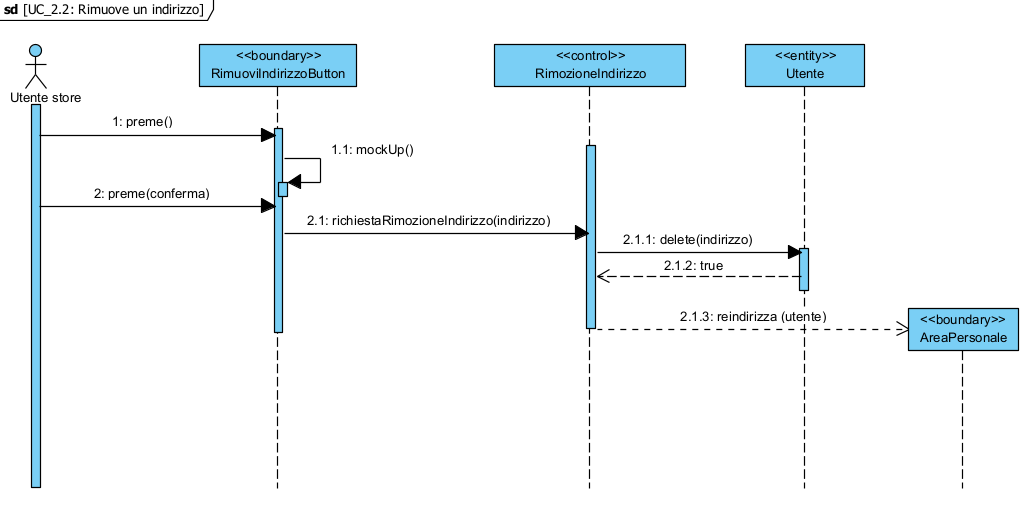 sd [UC_2.2: Rimuove un indirizzo]
Utente store
<<boundary>>
RimuoviIndirizzoButton
<<control>>
RimozioneIndirizzo
<<entity>>
Utente
1: preme()
1.1: mockUp()
2: preme(conferma)
2.1: richiestaRimozioneIndirizzo(indirizzo)
2.1.1: delete(indirizzo)
2.1.2: true
2.1.3: reindirizza (utente)
<<boundary>>
AreaPersonale